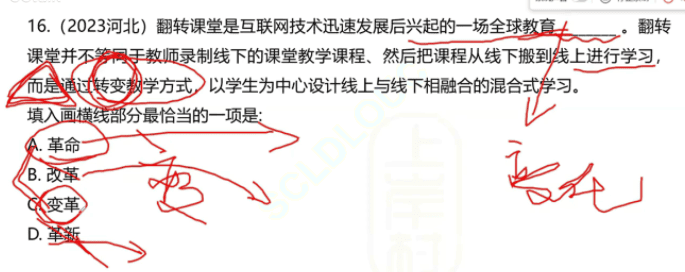 16.（2023河北）翻转课堂是互联网技术迅速发展后兴起的一场全球教育______。翻转
课堂并不等同于教师录制线下的课堂教学课程、然后把课程从线下搬到线上进行学习，
而是通过转变教学方式，以学生为中心设计线上与线下相融合的混合式学习。
填入画横线部分最恰当的一项是：
A. 革命
B. 改革
C. 变革
D. 革新
变化
上岸村